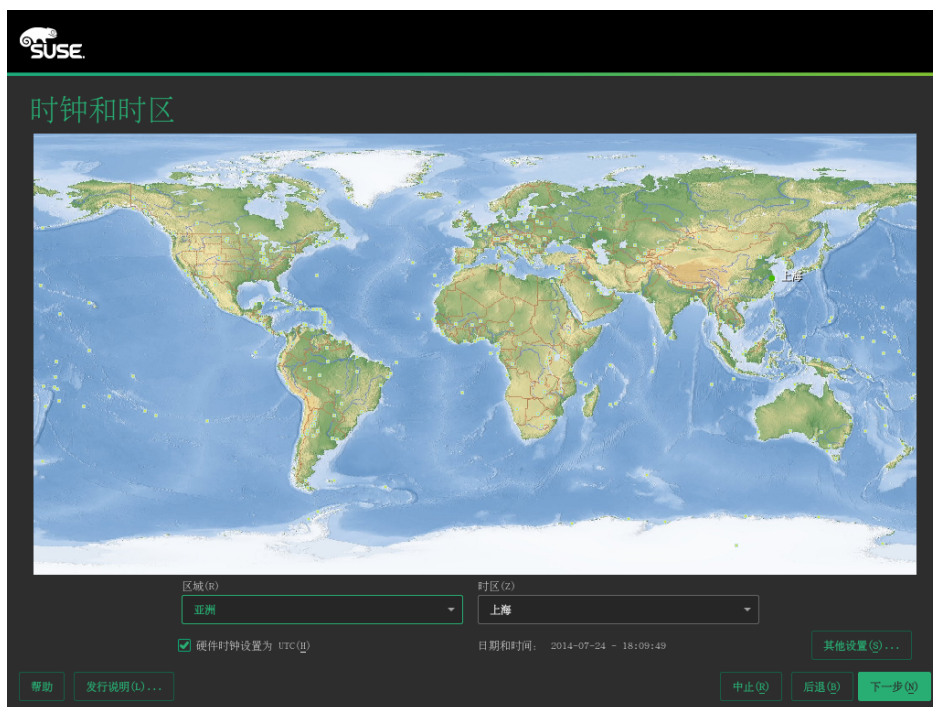 SUSE.
时钟和时区
上海
区域(R)
时区(Z)
亚洲
上海
硬件时钟设置为 UTC(H)
日期和时间: 2014-07-24 - 18:09:49
其他设置(S)...
帮助
发行说明(L)...
中止(R)
后退(B)
下一步(N)